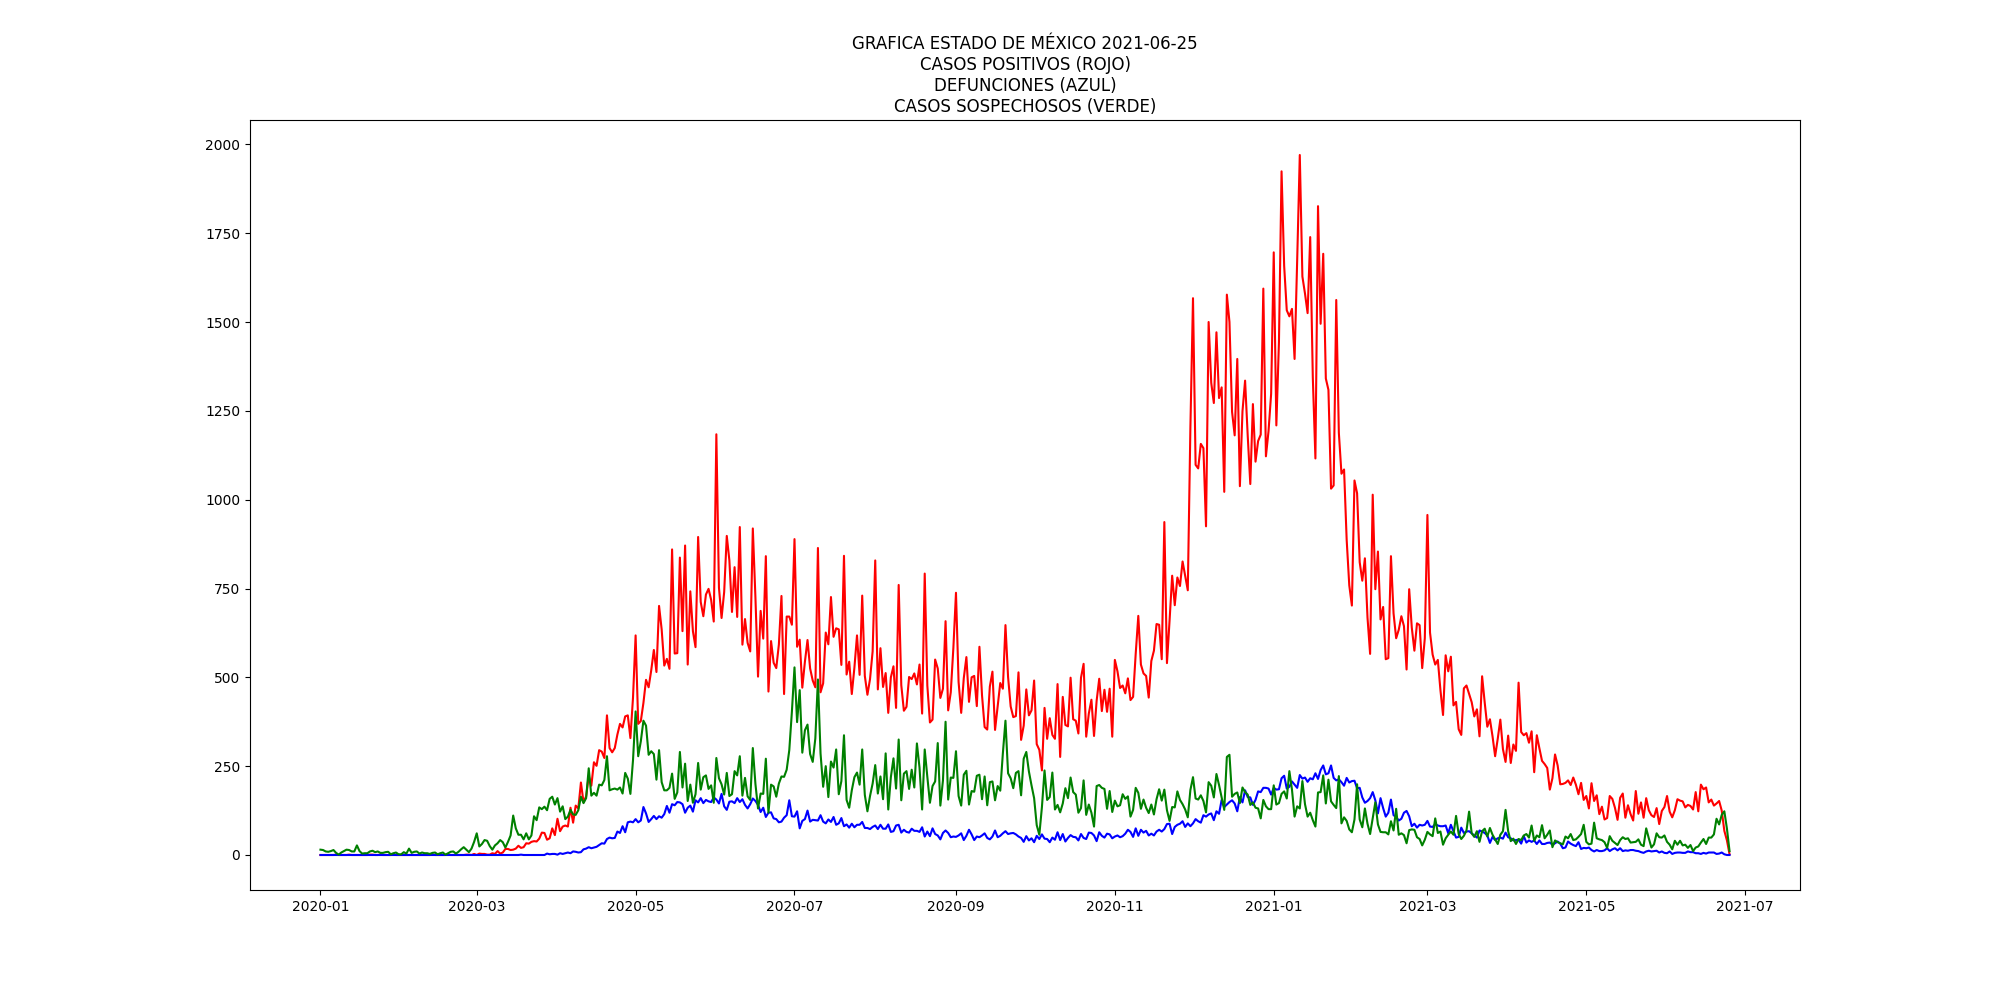 GRAFICA ESTADO DE MÉXICO 2021-06-25
CASOS POSITIVOS (ROJO)
DEFUNCIONES (AZUL)
CASOS SOSPECHOSOS (VERDE)
2000
1750
1500
1250
1000
750
500
250
0
2020-01 2020-03 2020-05 2020-07 2020-09 2020-11 2021-01 2021-03 2021-05 2021-07